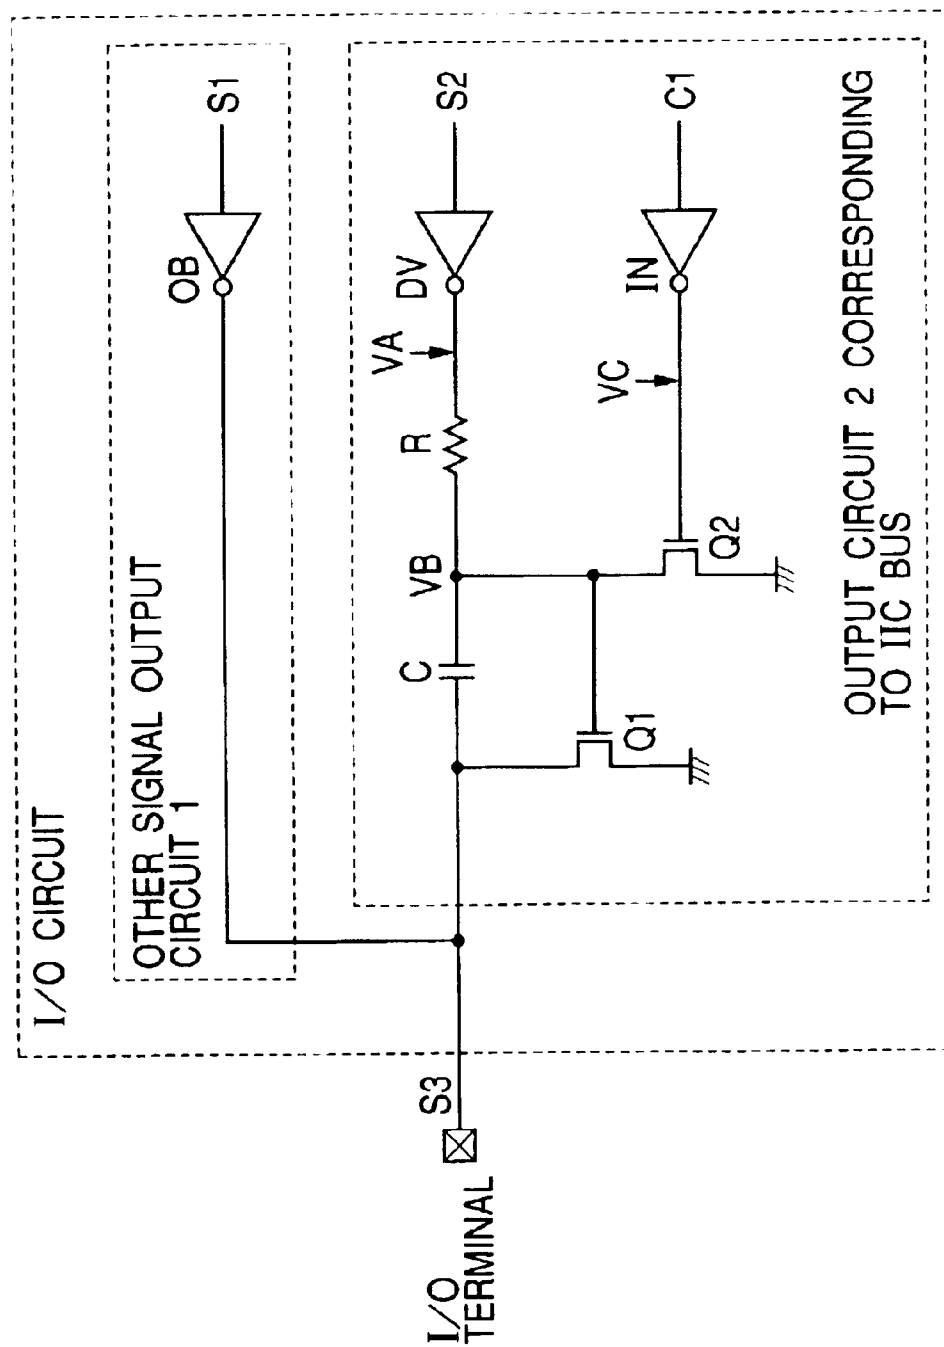 I/O CIRCUIT
OTHER SIGNAL OUTPUT
CIRCUIT 1
OB
S1
I/O
TERMINAL
S3
C
VB
R
VA
DV
S2
Q1
Q2
VC
IN
C1
OUTPUT CIRCUIT 2 CORRESPONDING
TO IIC BUS